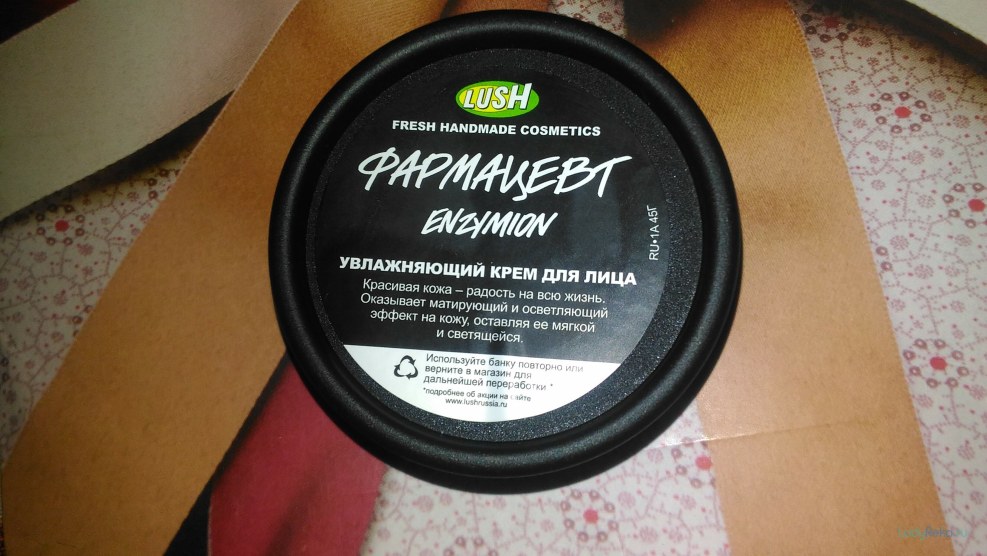 LUSH
FRESH HANDMADE COSMETICS
ФАРМАЦЕВТ
ENZYMION
RU•1A 45Г
УВЛАЖНЯЮЩИЙ КРЕМ ДЛЯ ЛИЦА
Красивая кожа – радость на всю жизнь.
Оказывает матирующий и осветляющий
эффект на кожу, оставляя ее мягкой
и светящейся.
Используйте банку повторно или
верните в магазин для
дальнейшей переработки *
*подробнее об акции на сайте
www.lushrussia.ru